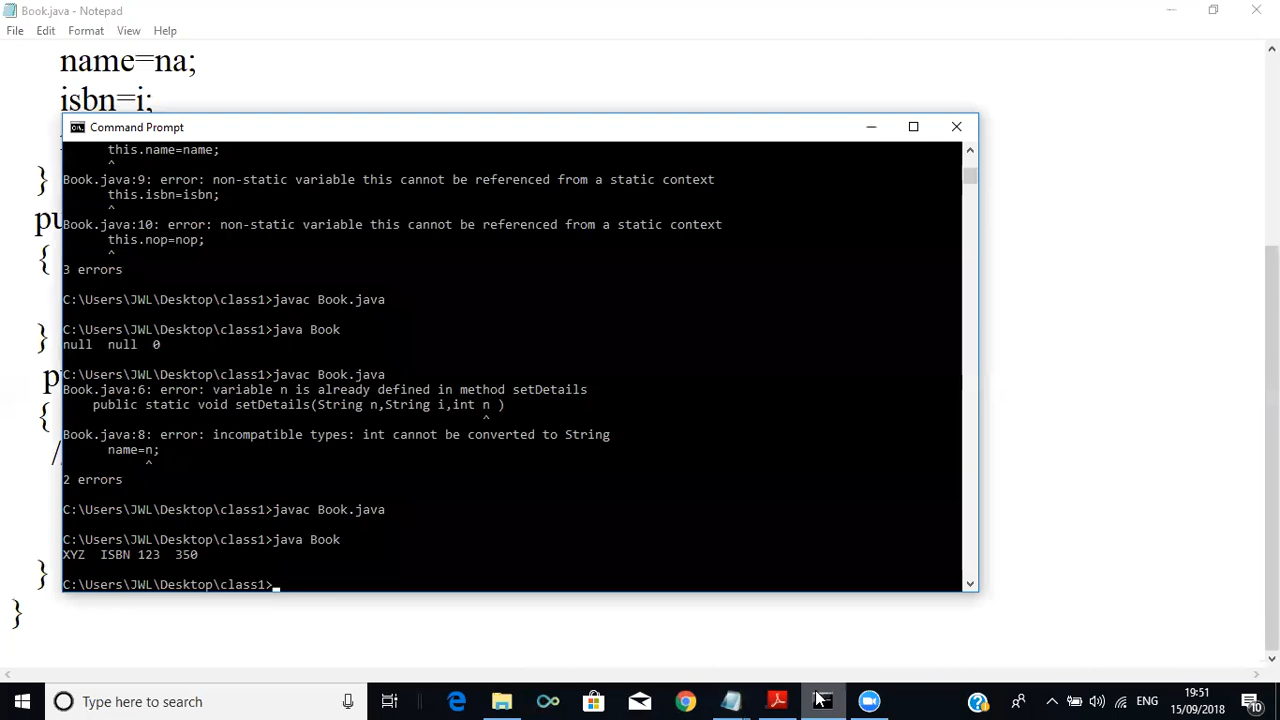 Book.java - Notepad
File Edit Format View Help
name=na;
isbn=i;
Command Prompt
this.name=name;
^
Book.java:9: error: non-static variable this cannot be referenced from a static context
this.isbn=isbn;
^
Book.java:10: error: non-static variable this cannot be referenced from a static context
this.nop=nop;
^
3 errors
C:\Users\JWL\Desktop\class1>javac Book.java
C:\Users\JWL\Desktop\class1>java Book
null  null  0
C:\Users\JWL\Desktop\class1>javac Book.java
Book.java:6: error: variable n is already defined in method setDetails
public static void setDetails(String n,String i,int n )
^
Book.java:8: error: incompatible types: int cannot be converted to String
name=n;
^
2 errors
C:\Users\JWL\Desktop\class1>javac Book.java
C:\Users\JWL\Desktop\class1>java Book
XYZ  ISBN 123  350
C:\Users\JWL\Desktop\class1>
}
{
}
{
}
}
Type here to search
ENG
19:51
15/09/2018
10